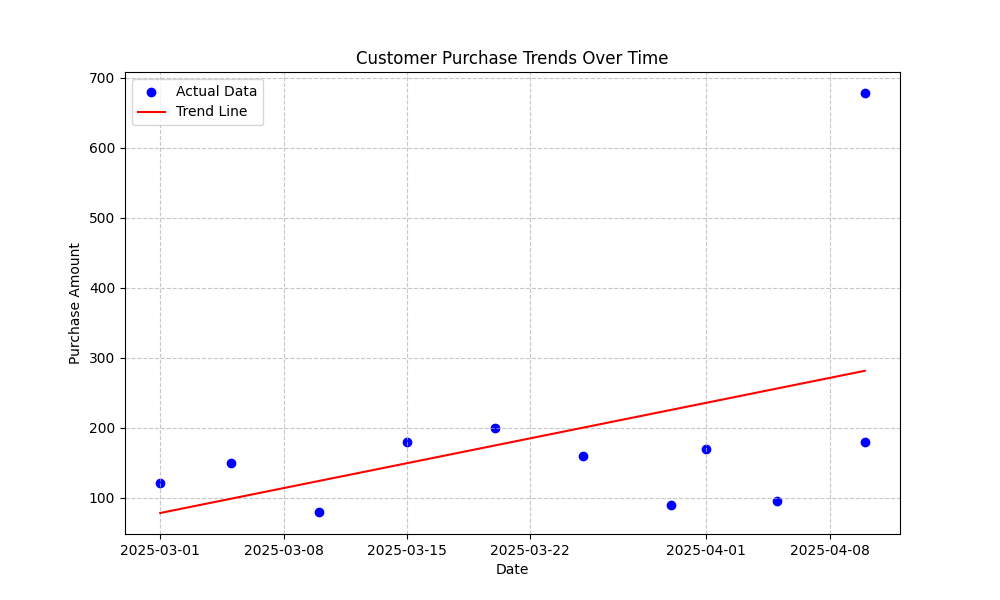 Customer Purchase Trends Over Time
700
600
500
400
300
200
100
Purchase Amount
Actual Data
Trend Line
2025-03-01 2025-03-08 2025-03-15 2025-03-22 2025-04-01 2025-04-08
Date